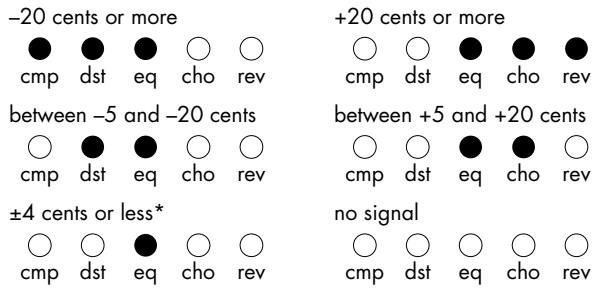 –20 cents or more
cmp dst eq cho rev
+20 cents or more
cmp dst eq cho rev
between –5 and –20 cents
cmp dst eq cho rev
between +5 and +20 cents
cmp dst eq cho rev
±4 cents or less*
cmp dst eq cho rev
no signal
cmp dst eq cho rev